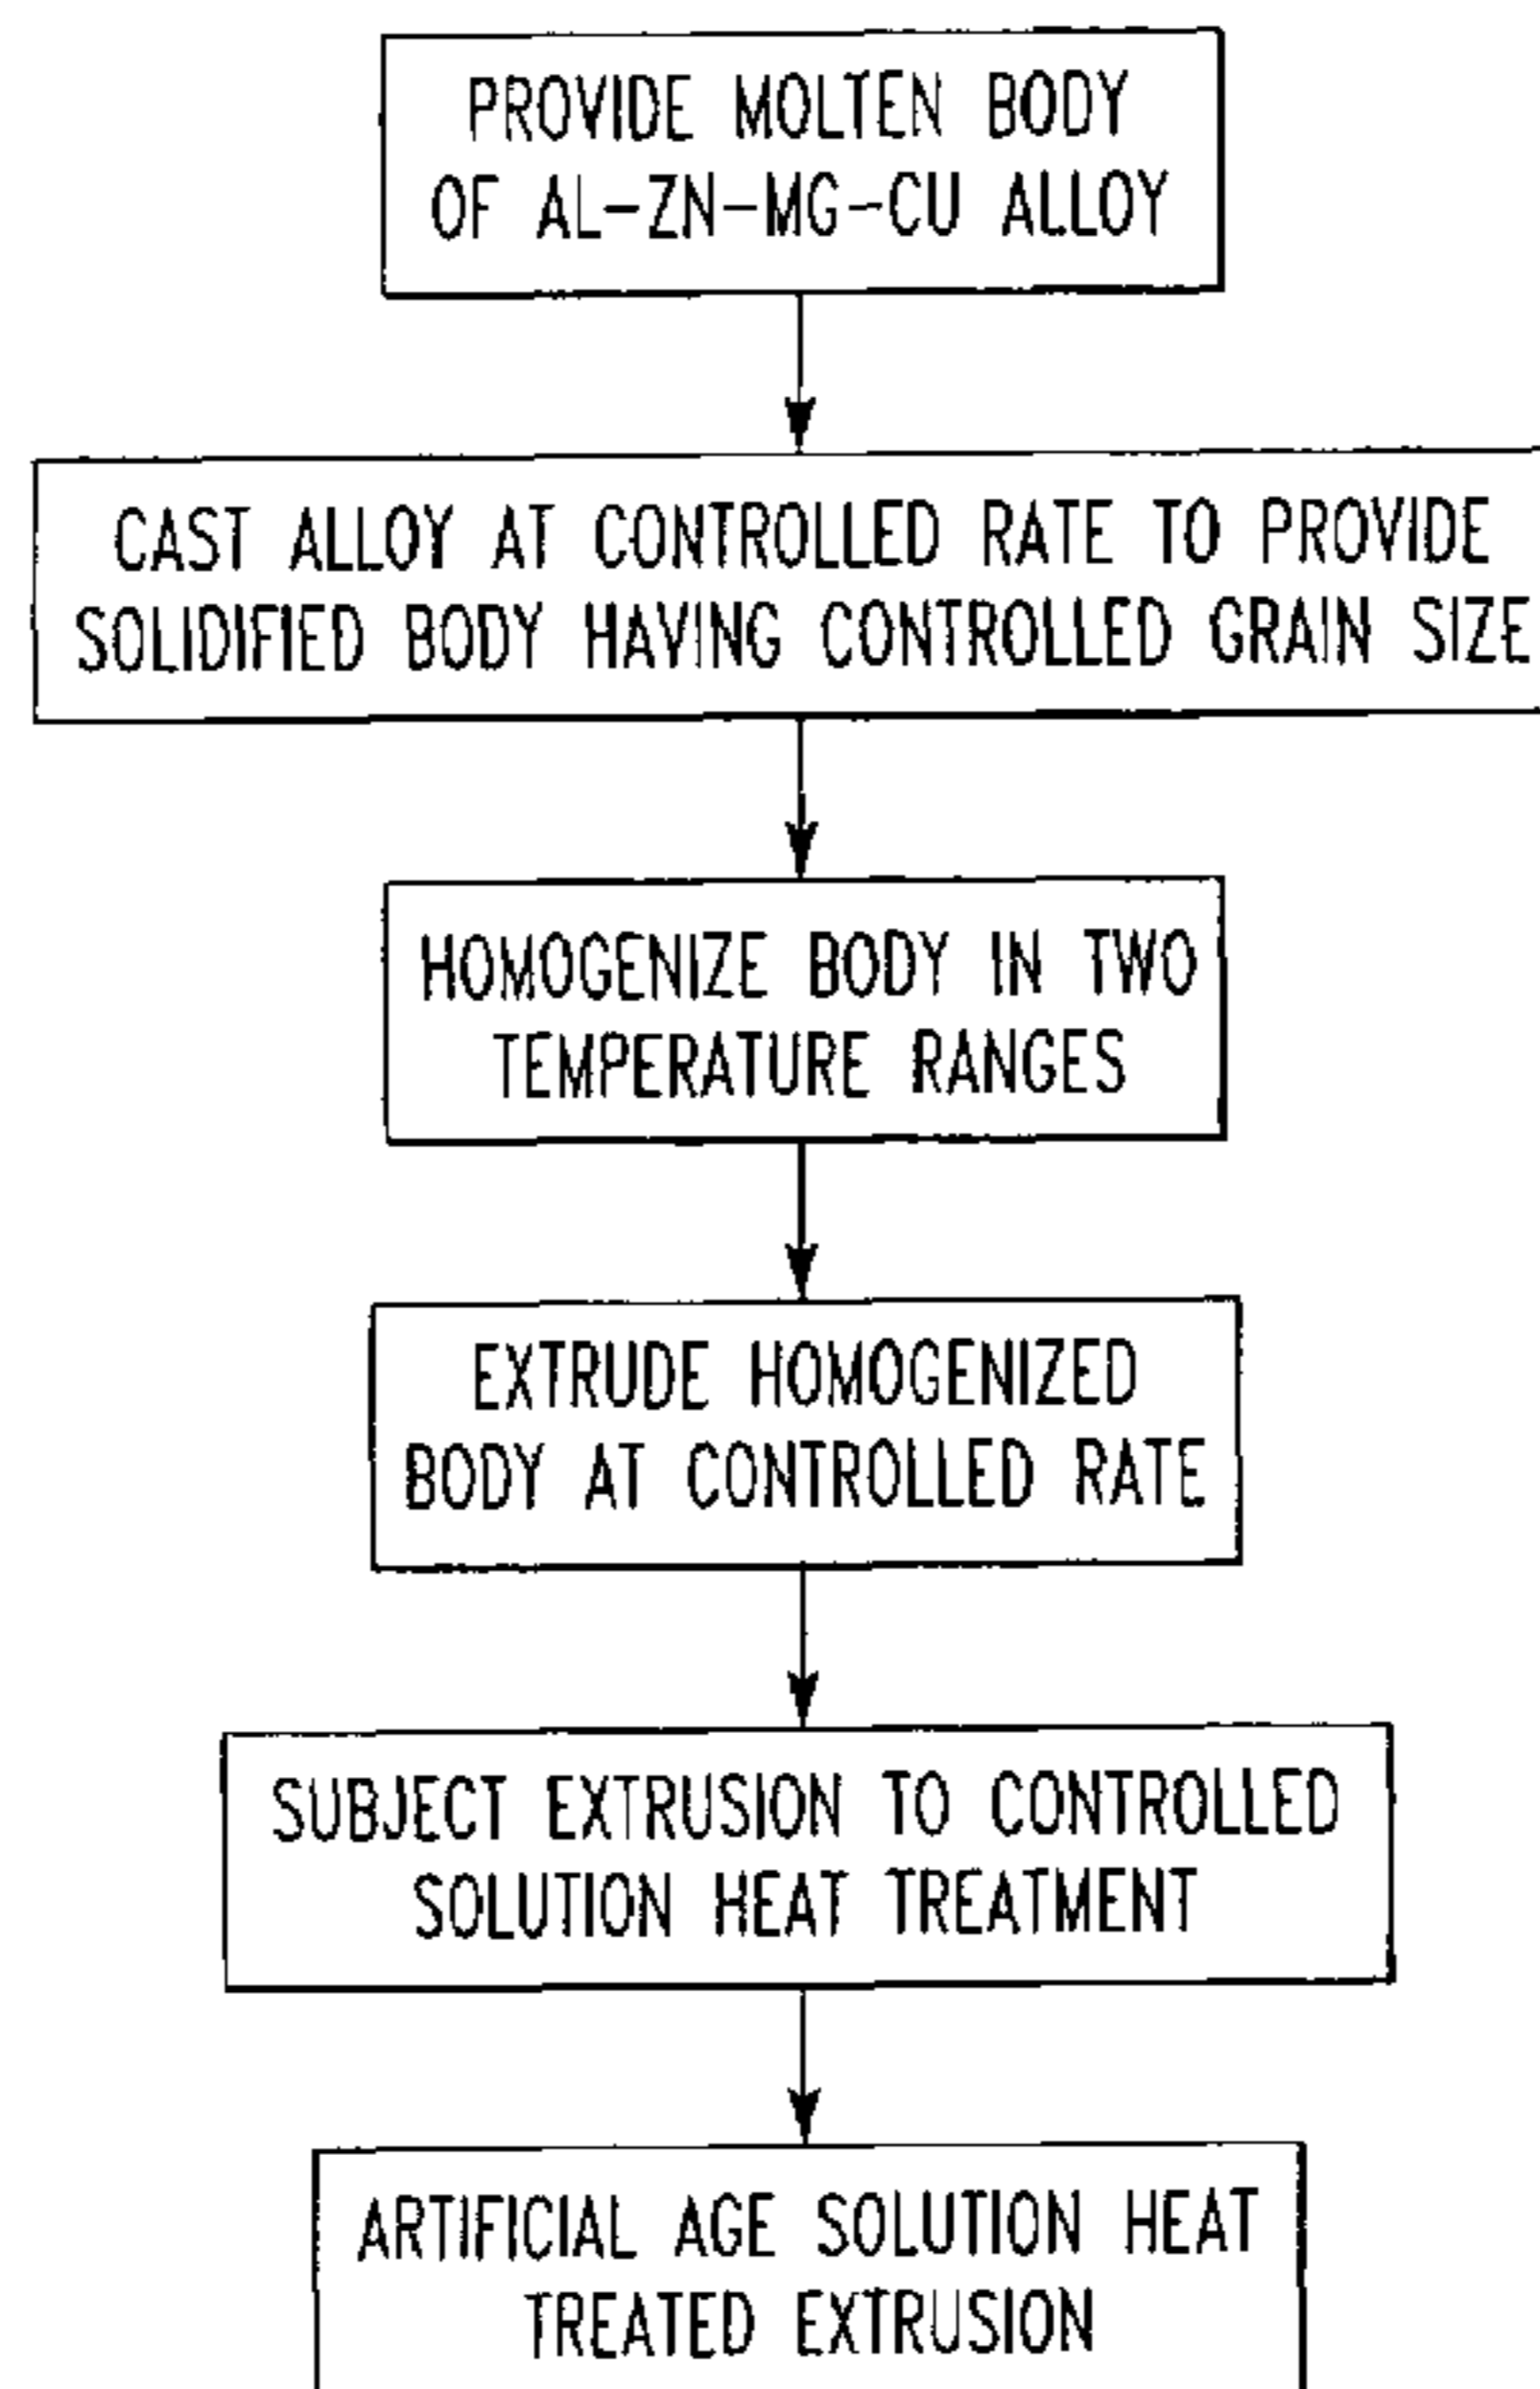 PROVIDE MOLTEN BODY
OF AL-ZN-MG-CU ALLOY
CAST ALLOY AT CONTROLLED RATE TO PROVIDE
SOLIDIFIED BODY HAVING CONTROLLED GRAIN SIZE
HOMOGENIZE BODY IN TWO
TEMPERATURE RANGES
EXTRUDE HOMOGENIZED
BODY AT CONTROLLED RATE
SUBJECT EXTRUSION TO CONTROLLED
SOLUTION HEAT TREATMENT
ARTIFICIAL AGE SOLUTION HEAT
TREATED EXTRUSION